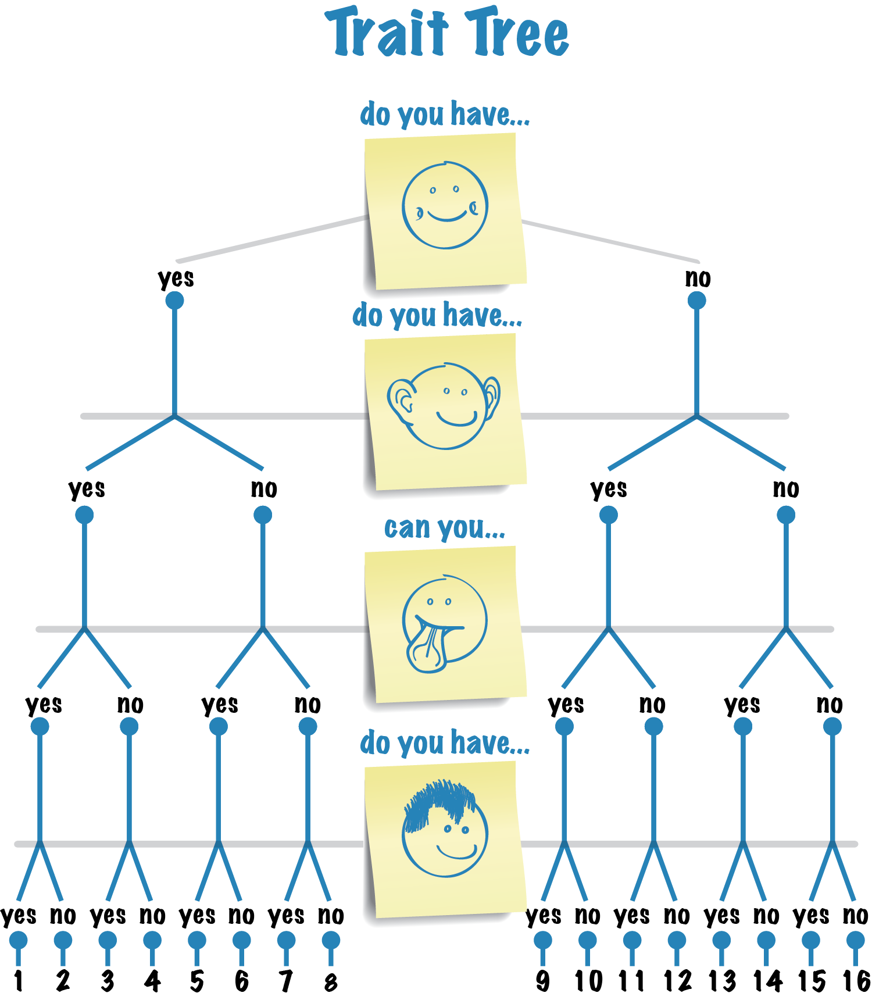 Trait Tree
do you have...
yes no
do you have...
yes no yes no
can you...
yes no yes no yes no yes no
do you have...
yes no yes no yes no yes no yes no yes no yes no yes no
1 2 3 4 5 6 7 8 9 10 11 12 13 14 15 16